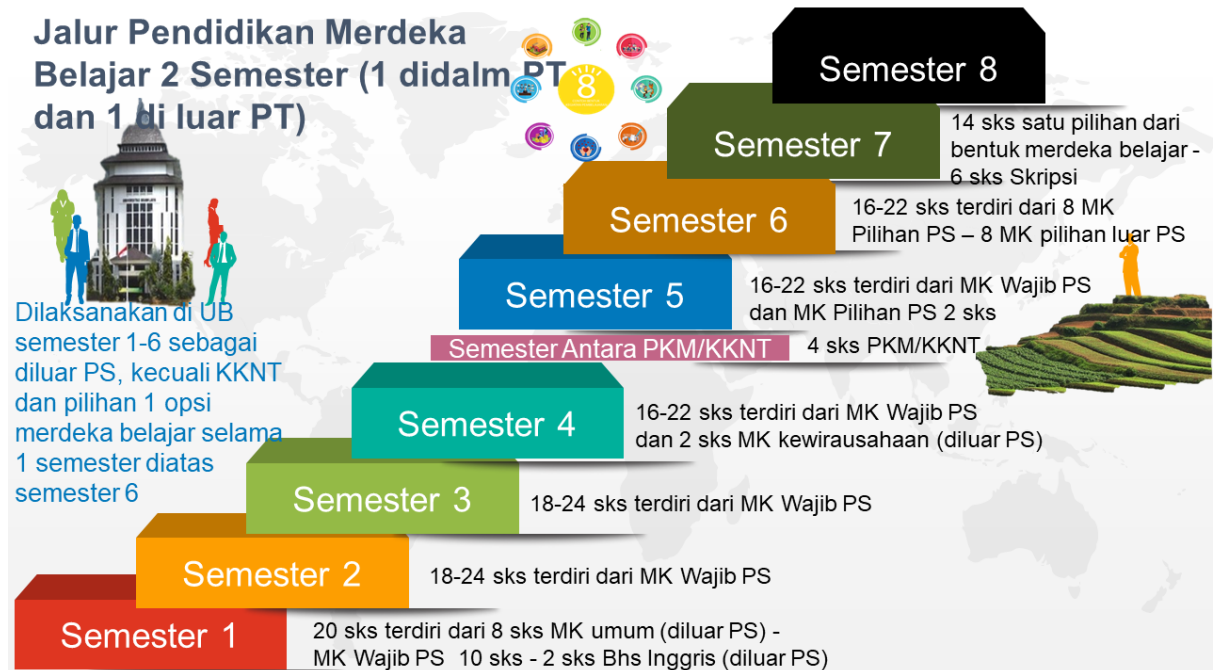 Jalur Pendidikan Merdeka
Belajar 2 Semester (1 didalm PT
dan 1 di luar PT)
8
Semester 8
Semester 7
14 sks satu pilihan dari
bentuk merdeka belajar -
6 sks Skripsi
Semester 6
16-22 sks terdiri dari 8 MK
Pilihan PS – 8 MK pilihan luar PS
Semester 5
16-22 sks terdiri dari MK Wajib PS
dan MK Pilihan PS 2 sks
Semester Antara PKM/KKNT
4 sks PKM/KKNT
Semester 4
16-22 sks terdiri dari MK Wajib PS
dan 2 sks MK kewirausahaan (diluar PS)
Semester 3
18-24 sks terdiri dari MK Wajib PS
Semester 2
18-24 sks terdiri dari MK Wajib PS
Semester 1
20 sks terdiri dari 8 sks MK umum (diluar PS) -
MK Wajib PS 10 sks - 2 sks Bhs Inggris (diluar PS)
Dilaksanakan di UB
semester 1-6 sebagai
diluar PS, kecuali KKNT
dan pilihan 1 opsi
merdeka belajar selama
1 semester diatas
semester 6